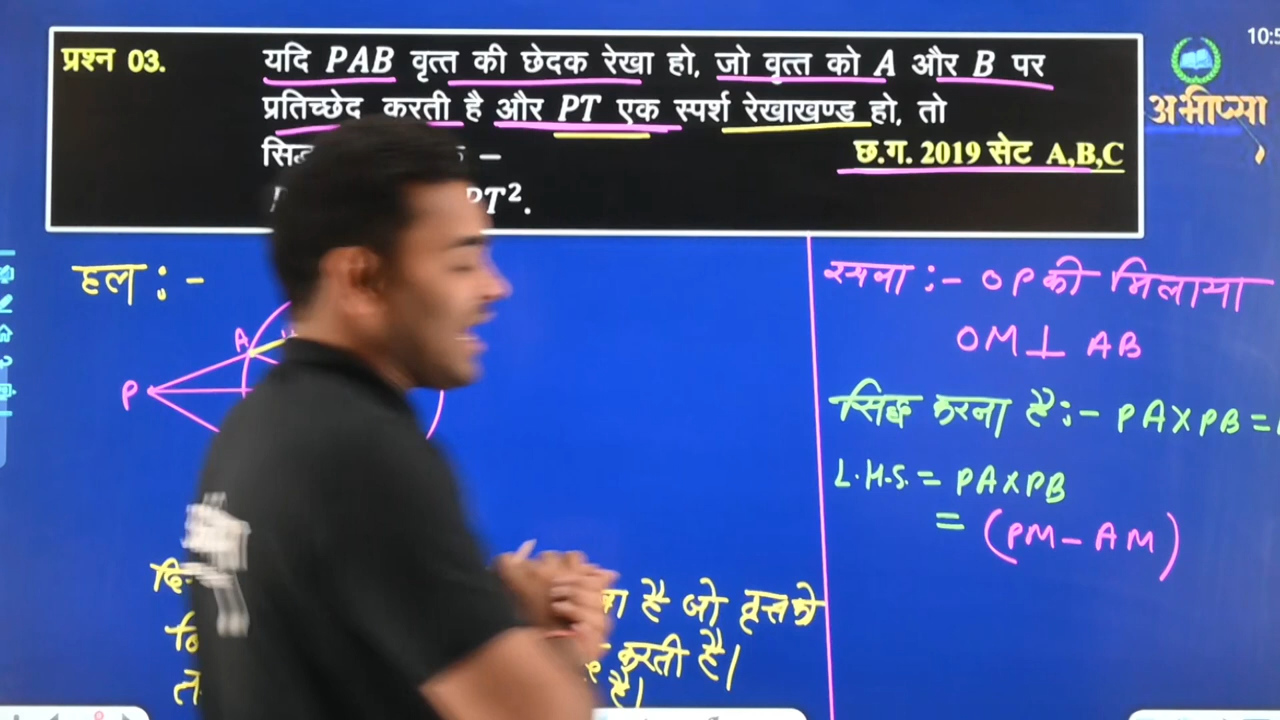 प्रश्न 03. यदि PAB वृत्त की छेदक रेखा हो, जो वृत्त को A और B पर
प्रतिच्छेद करती है और PT एक स्पर्श रेखाखण्ड हो, तो
–
छ.ग. 2019 सेट A,B,C
PT².
अभीप्सा
हल :-
A
P
रचना :- OP को मिलाया
OM ⊥ AB
सिद्ध करना है :- PA×PB =
L.H.S. = PA×PB
= (PM – AM)
है जो वृत्त को
करती है।
है।